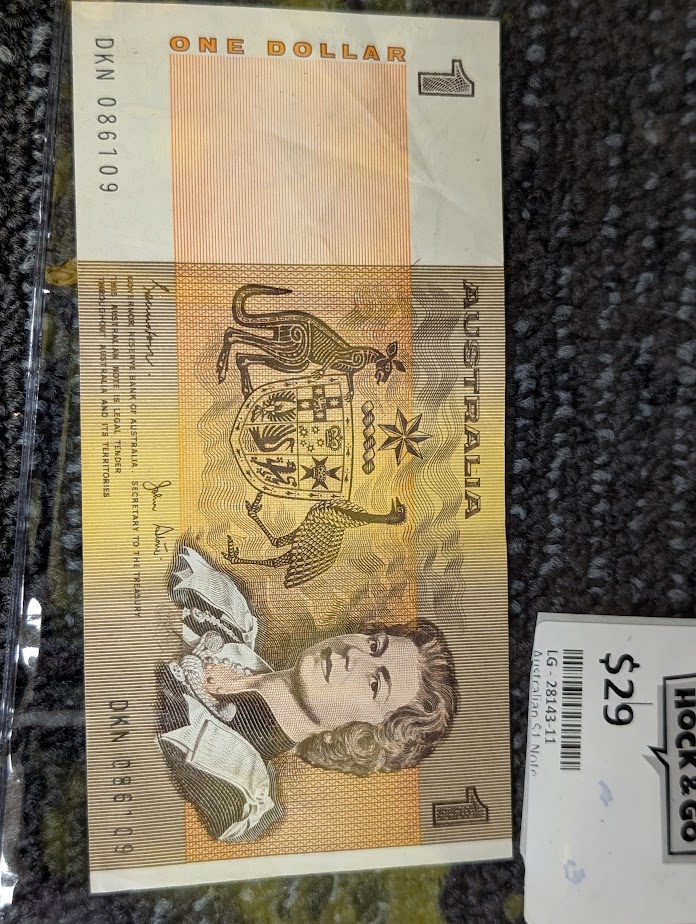 ONE DOLLAR
1
DKN 086109
AUSTRALIA
GOVERNOR RESERVE BANK OF AUSTRALIA
SECRETARY TO THE TREASURY
THIS AUSTRALIAN NOTE IS LEGAL TENDER
THROUGHOUT AUSTRALIA AND ITS TERRITORIES
DKN 086109
1
HOCK & GO
$29
LG - 28143-11
Australian $1 Note